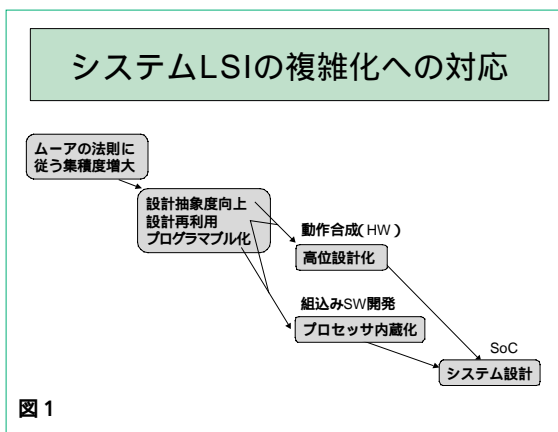 システムLSIの複雑化への対応
ムーアの法則に
従う集積度増大
設計抽象度向上
設計再利用
プログラマブル化
動作合成(HW)
高位設計化
組込みSW開発
プロセッサ内蔵化
SoC
システム設計
図1